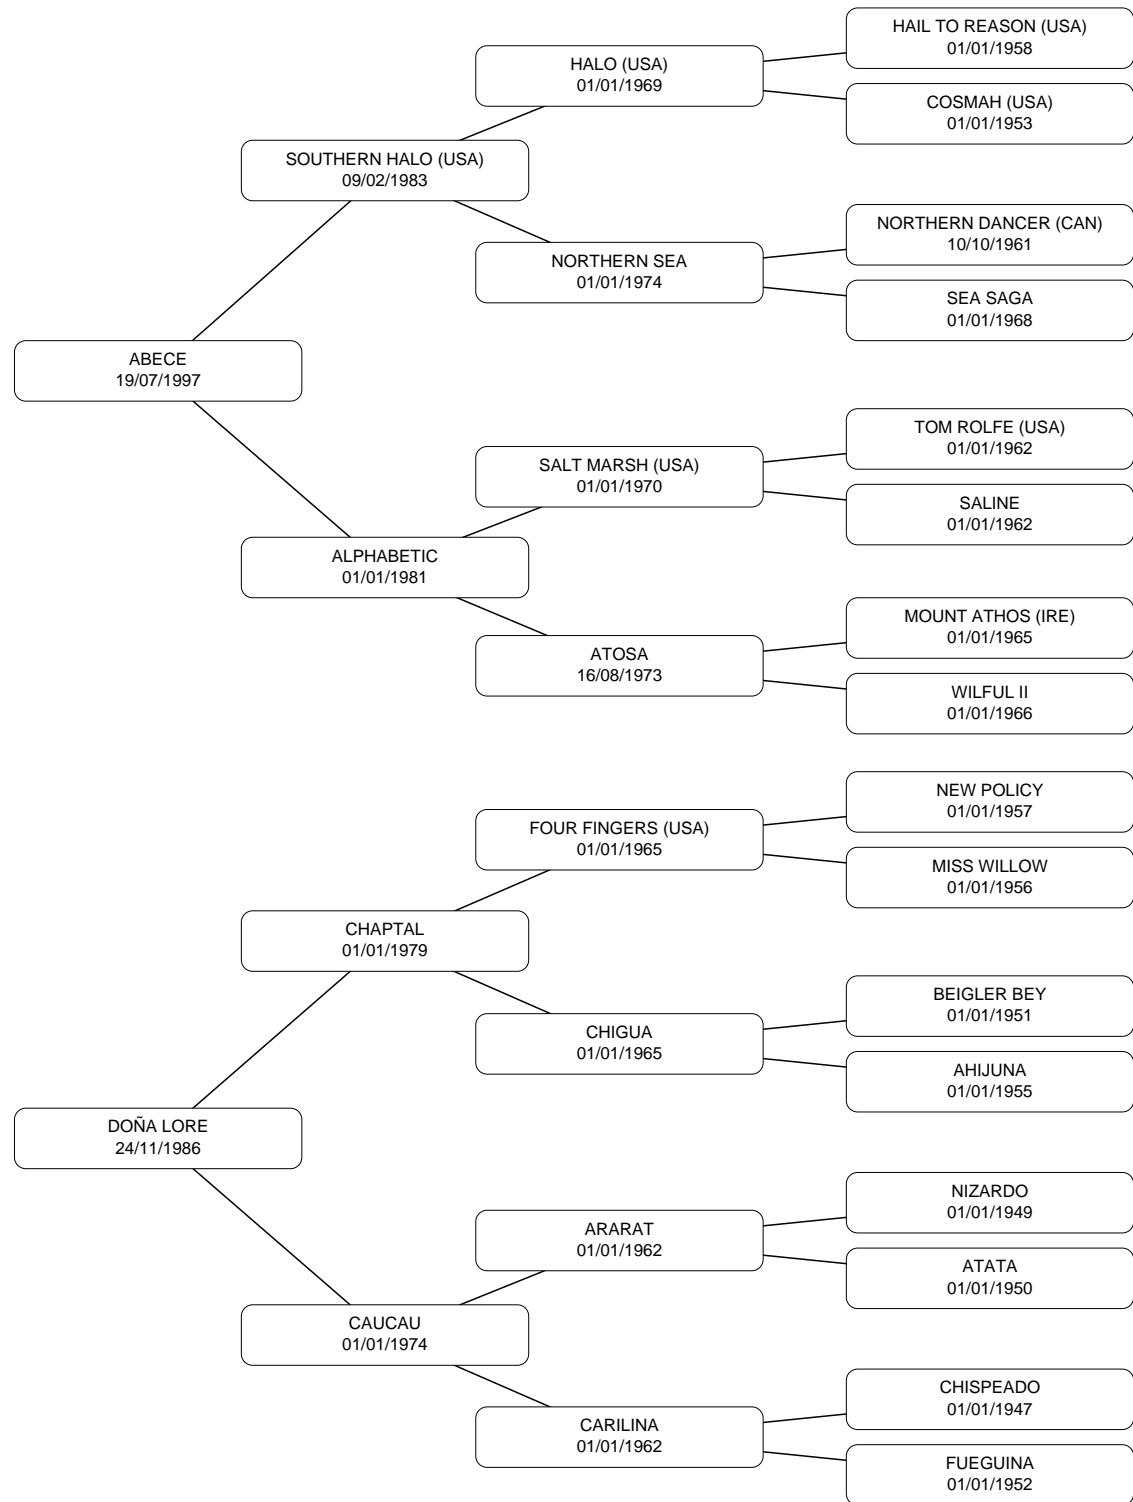 HAIL TO REASON (USA)
01/01/1958
HALO (USA)
01/01/1969
COSMAH (USA)
01/01/1953
SOUTHERN HALO (USA)
09/02/1983
NORTHERN DANCER (CAN)
10/10/1961
NORTHERN SEA
01/01/1974
SEA SAGA
01/01/1968
ABECE
19/07/1997
TOM ROLFE (USA)
01/01/1962
SALT MARSH (USA)
01/01/1970
SALINE
01/01/1962
ALPHABETIC
01/01/1981
MOUNT ATHOS (IRE)
01/01/1965
ATOSA
16/08/1973
WILFUL II
01/01/1966
NEW POLICY
01/01/1957
FOUR FINGERS (USA)
01/01/1965
MISS WILLOW
01/01/1956
CHAPTAL
01/01/1979
BEIGLER BEY
01/01/1951
CHIGUA
01/01/1965
AHIJUNA
01/01/1955
DOÑA LORE
24/11/1986
NIZARDO
01/01/1949
ARARAT
01/01/1962
ATATA
01/01/1950
CAUCAU
01/01/1974
CHISPEADO
01/01/1947
CARILINA
01/01/1962
FUEGUINA
01/01/1952